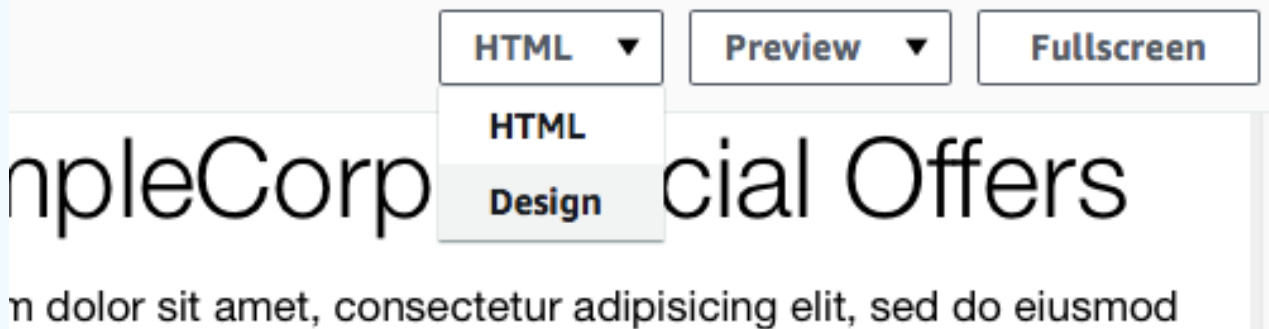 HTML ▼ Preview ▼ Fullscreen
HTML
npleCorp cial Offers
Design
m dolor sit amet, consectetur adipisicing elit, sed do eiusmod